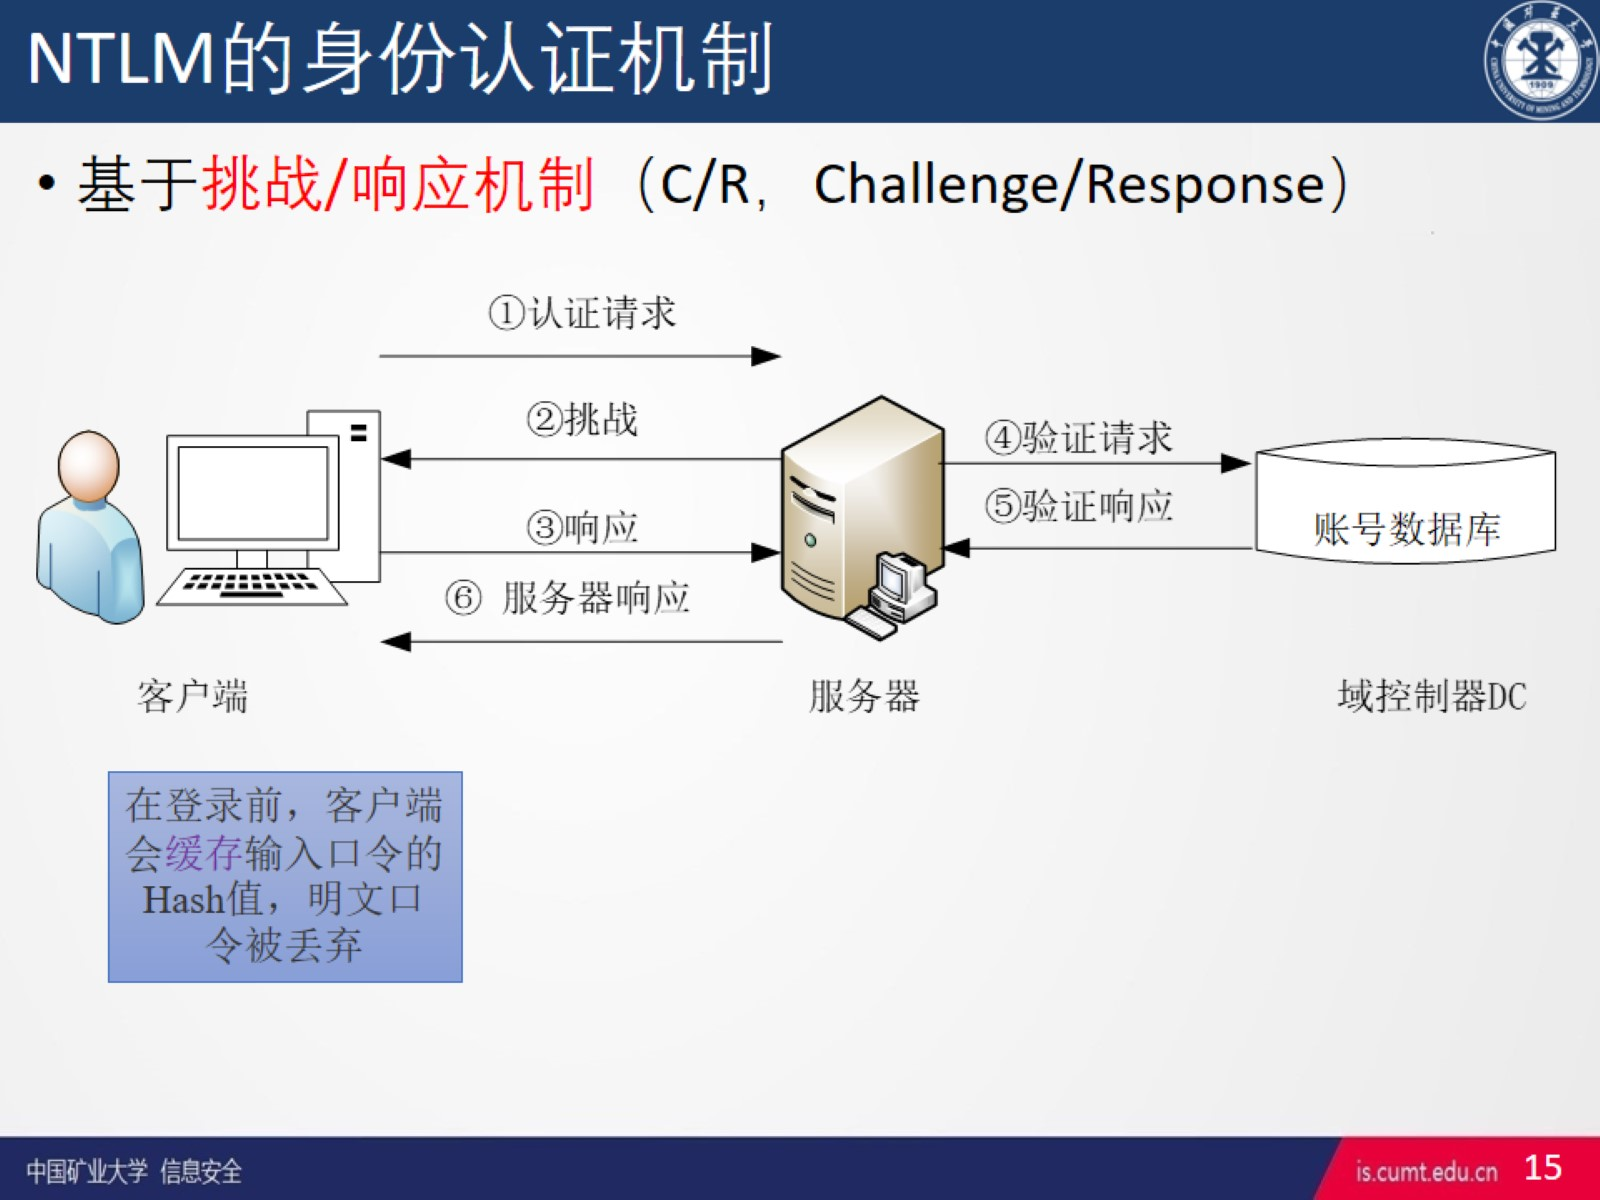 NTLM的身份认证机制
• 基于挑战/响应机制（C/R， Challenge/Response）
①认证请求
②挑战
④验证请求
⑤验证响应
③响应
账号数据库
⑥ 服务器响应
客户端
服务器
域控制器DC
在登录前，客户端
会缓存输入口令的
Hash值，明文口
令被丢弃
中国矿业大学 信息安全
is.cumt.edu.cn 15
1909